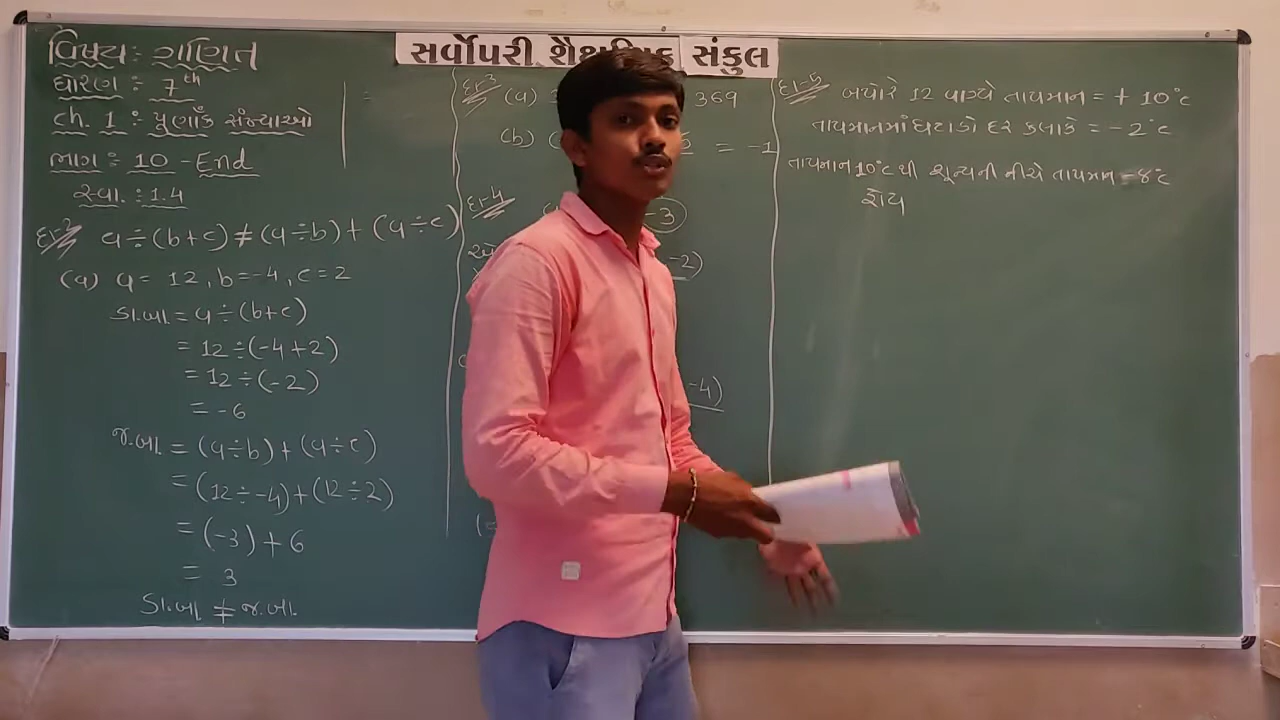 સર્વોપરી શૈક્ષણિક સંકુલ
વિષય : ગણિત
ધોરણ : 7th
ch. 1 : પૂર્ણાંક સંખ્યાઓ
ભાગ : 10 - End
સ્વા. : 1.4
દા-2 a ÷ (b+c) ≠ (a÷b) + (a÷c)
(a) a = 12, b = -4, c = 2
ડા.બા = a ÷ (b+c)
= 12 ÷ (-4+2)
= 12 ÷ (-2)
= -6
જ.બા = (a÷b) + (a÷c)
= (12÷-4) + (12÷2)
= (-3) + 6
= 3
ડા.બા ≠ જ.બા.
દા-3 (a) 369
(b) = -1
દા-4 -3)
-2)
-4)
દા-5 બપોરે 12 વાગ્યે તાપમાન = + 10°c
તાપમાનમાં ઘટાડો દર કલાકે = -2°c
તાપમાન 10°c થી શૂન્યની નીચે તાપમાન -8°c
હોય